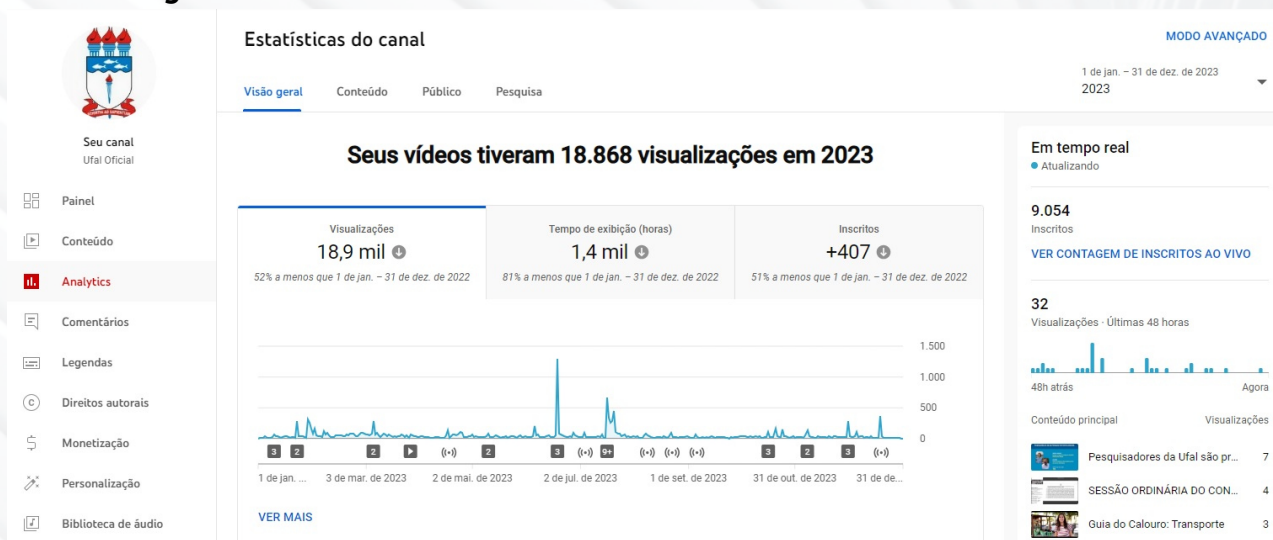 Seu canal
Ufal Oficial
Painel
Conteúdo
Analytics
Comentários
Legendas
Direitos autorais
Monetização
Personalização
Biblioteca de áudio
Estatísticas do canal
MODO AVANÇADO
Visão geral Conteúdo Público Pesquisa
1 de jan. – 31 de dez. de 2023
2023
Seus vídeos tiveram 18.868 visualizações em 2023
Visualizações
18,9 mil
52% a menos que 1 de jan. – 31 de dez. de 2022
Tempo de exibição (horas)
1,4 mil
81% a menos que 1 de jan. – 31 de dez. de 2022
Inscritos
+407
51% a menos que 1 de jan. – 31 de dez. de 2022
1.500
1.000
500
0
3 2 2 2 3 9+ 3 2 3
1 de jan. ... 3 de mar. de 2023 2 de mai. de 2023 2 de jul. de 2023 1 de set. de 2023 31 de out. de 2023 31 de de...
VER MAIS
Em tempo real
Atualizando
9.054
Inscritos
VER CONTAGEM DE INSCRITOS AO VIVO
32
Visualizações · Últimas 48 horas
48h atrás Agora
Conteúdo principal Visualizações
Pesquisadores da Ufal são pr... 7
SESSÃO ORDINÁRIA DO CON... 4
Guia do Calouro: Transporte 3